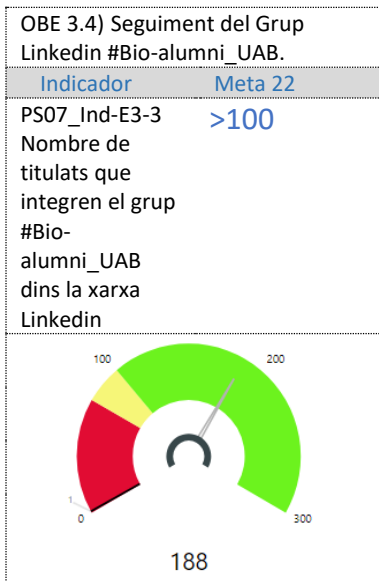 OBE 3.4) Seguiment del Grup
Linkedin #Bio-alumni_UAB.
Indicador Meta 22
PS07_Ind-E3-3 >100
Nombre de
titulats que
integren el grup
#Bio-
alumni_UAB
dins la xarxa
Linkedin
100 200
1
0 300
188